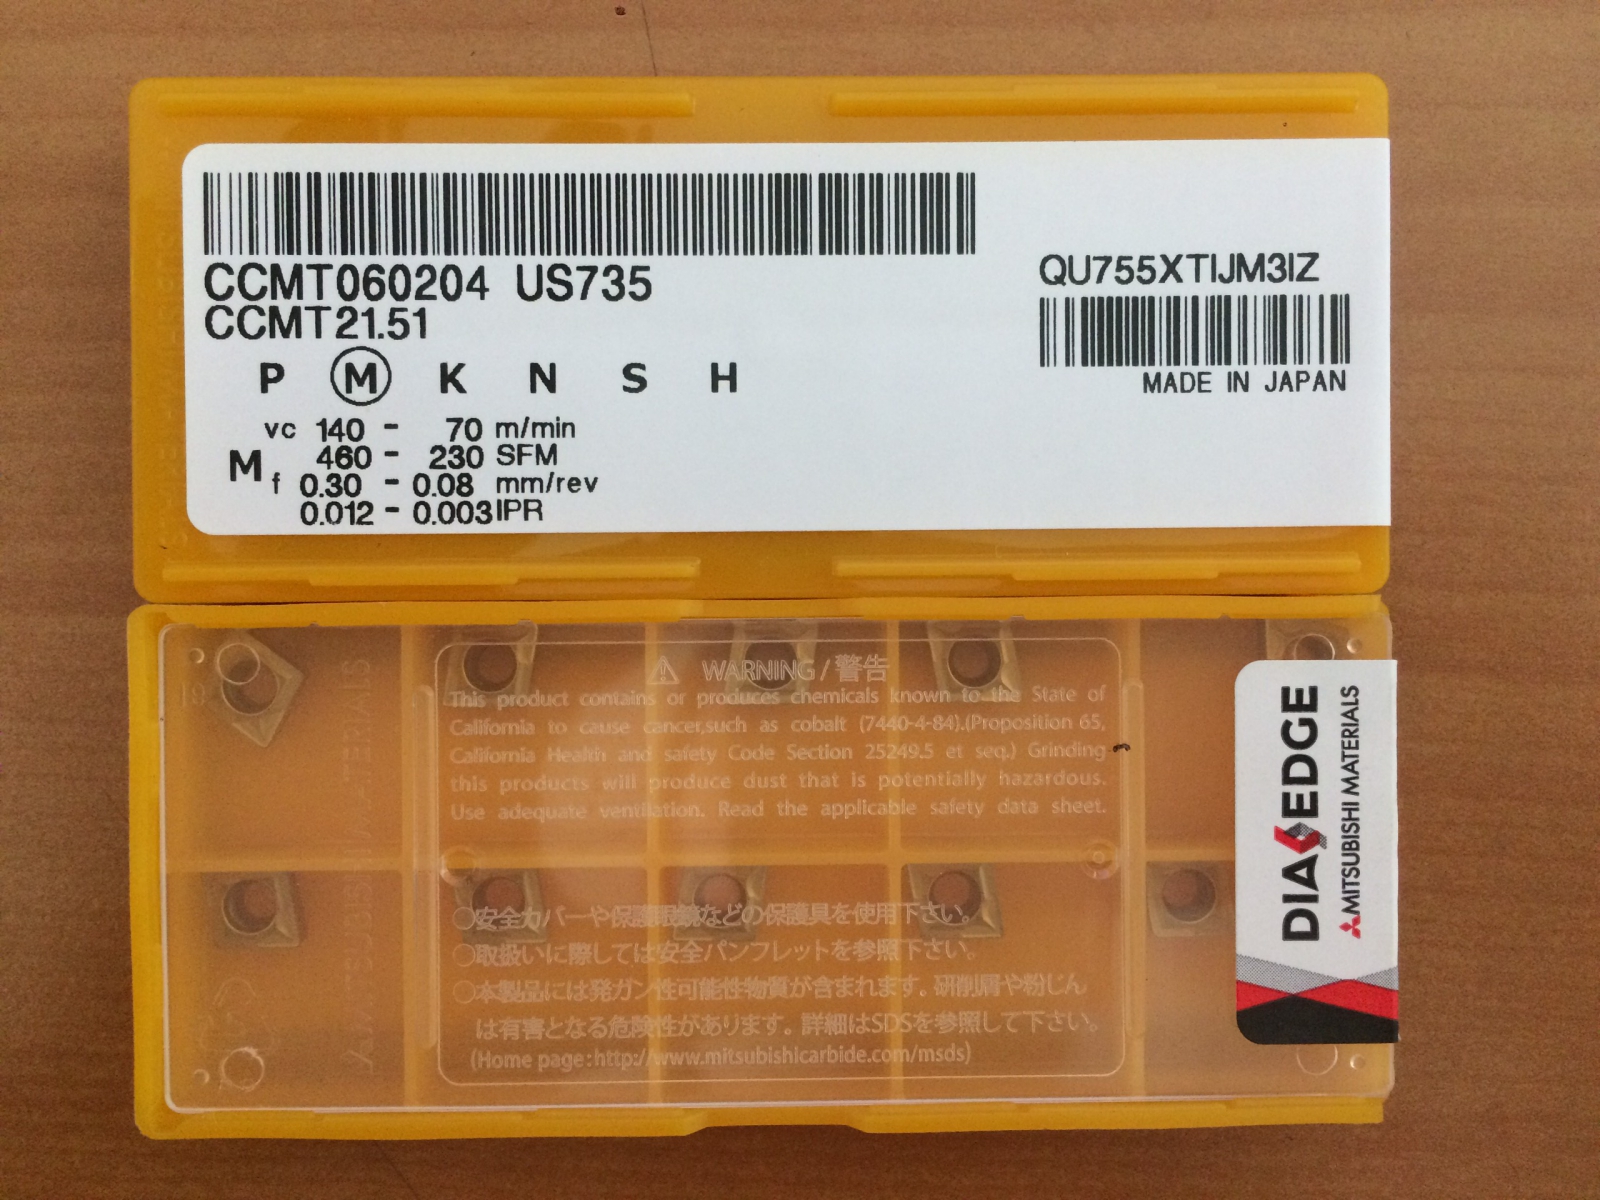 CCMT060204 US735
CCMT21.51
QU755XTIJM3IZ
MADE IN JAPAN
P M K N S H
M
vc 140 - 70 m/min
460 - 230 SFM
f 0.30 - 0.08 mm/rev
0.012 - 0.003 IPR
⚠ WARNING / 警告
This product contains or produces chemicals known to the State of
California to cause cancer,such as cobalt (7440-4-84).(Proposition 65,
California Health and safety Code Section 25249.5 et seq.) Grinding
this products will produce dust that is potentially hazardous.
Use adequate ventilation. Read the applicable safety data sheet.
○安全カバーや保護眼鏡などの保護具を使用下さい。
○取扱いに際しては安全パンフレットを参照下さい。
○本製品には発ガン性可能性物質が含まれます。研削屑や粉じん
は有害となる危険性があります。詳細はSDSを参照して下さい。
(Home page:http://www.mitsubishicarbide.com/msds)
DIAEDGE
MITSUBISHI MATERIALS